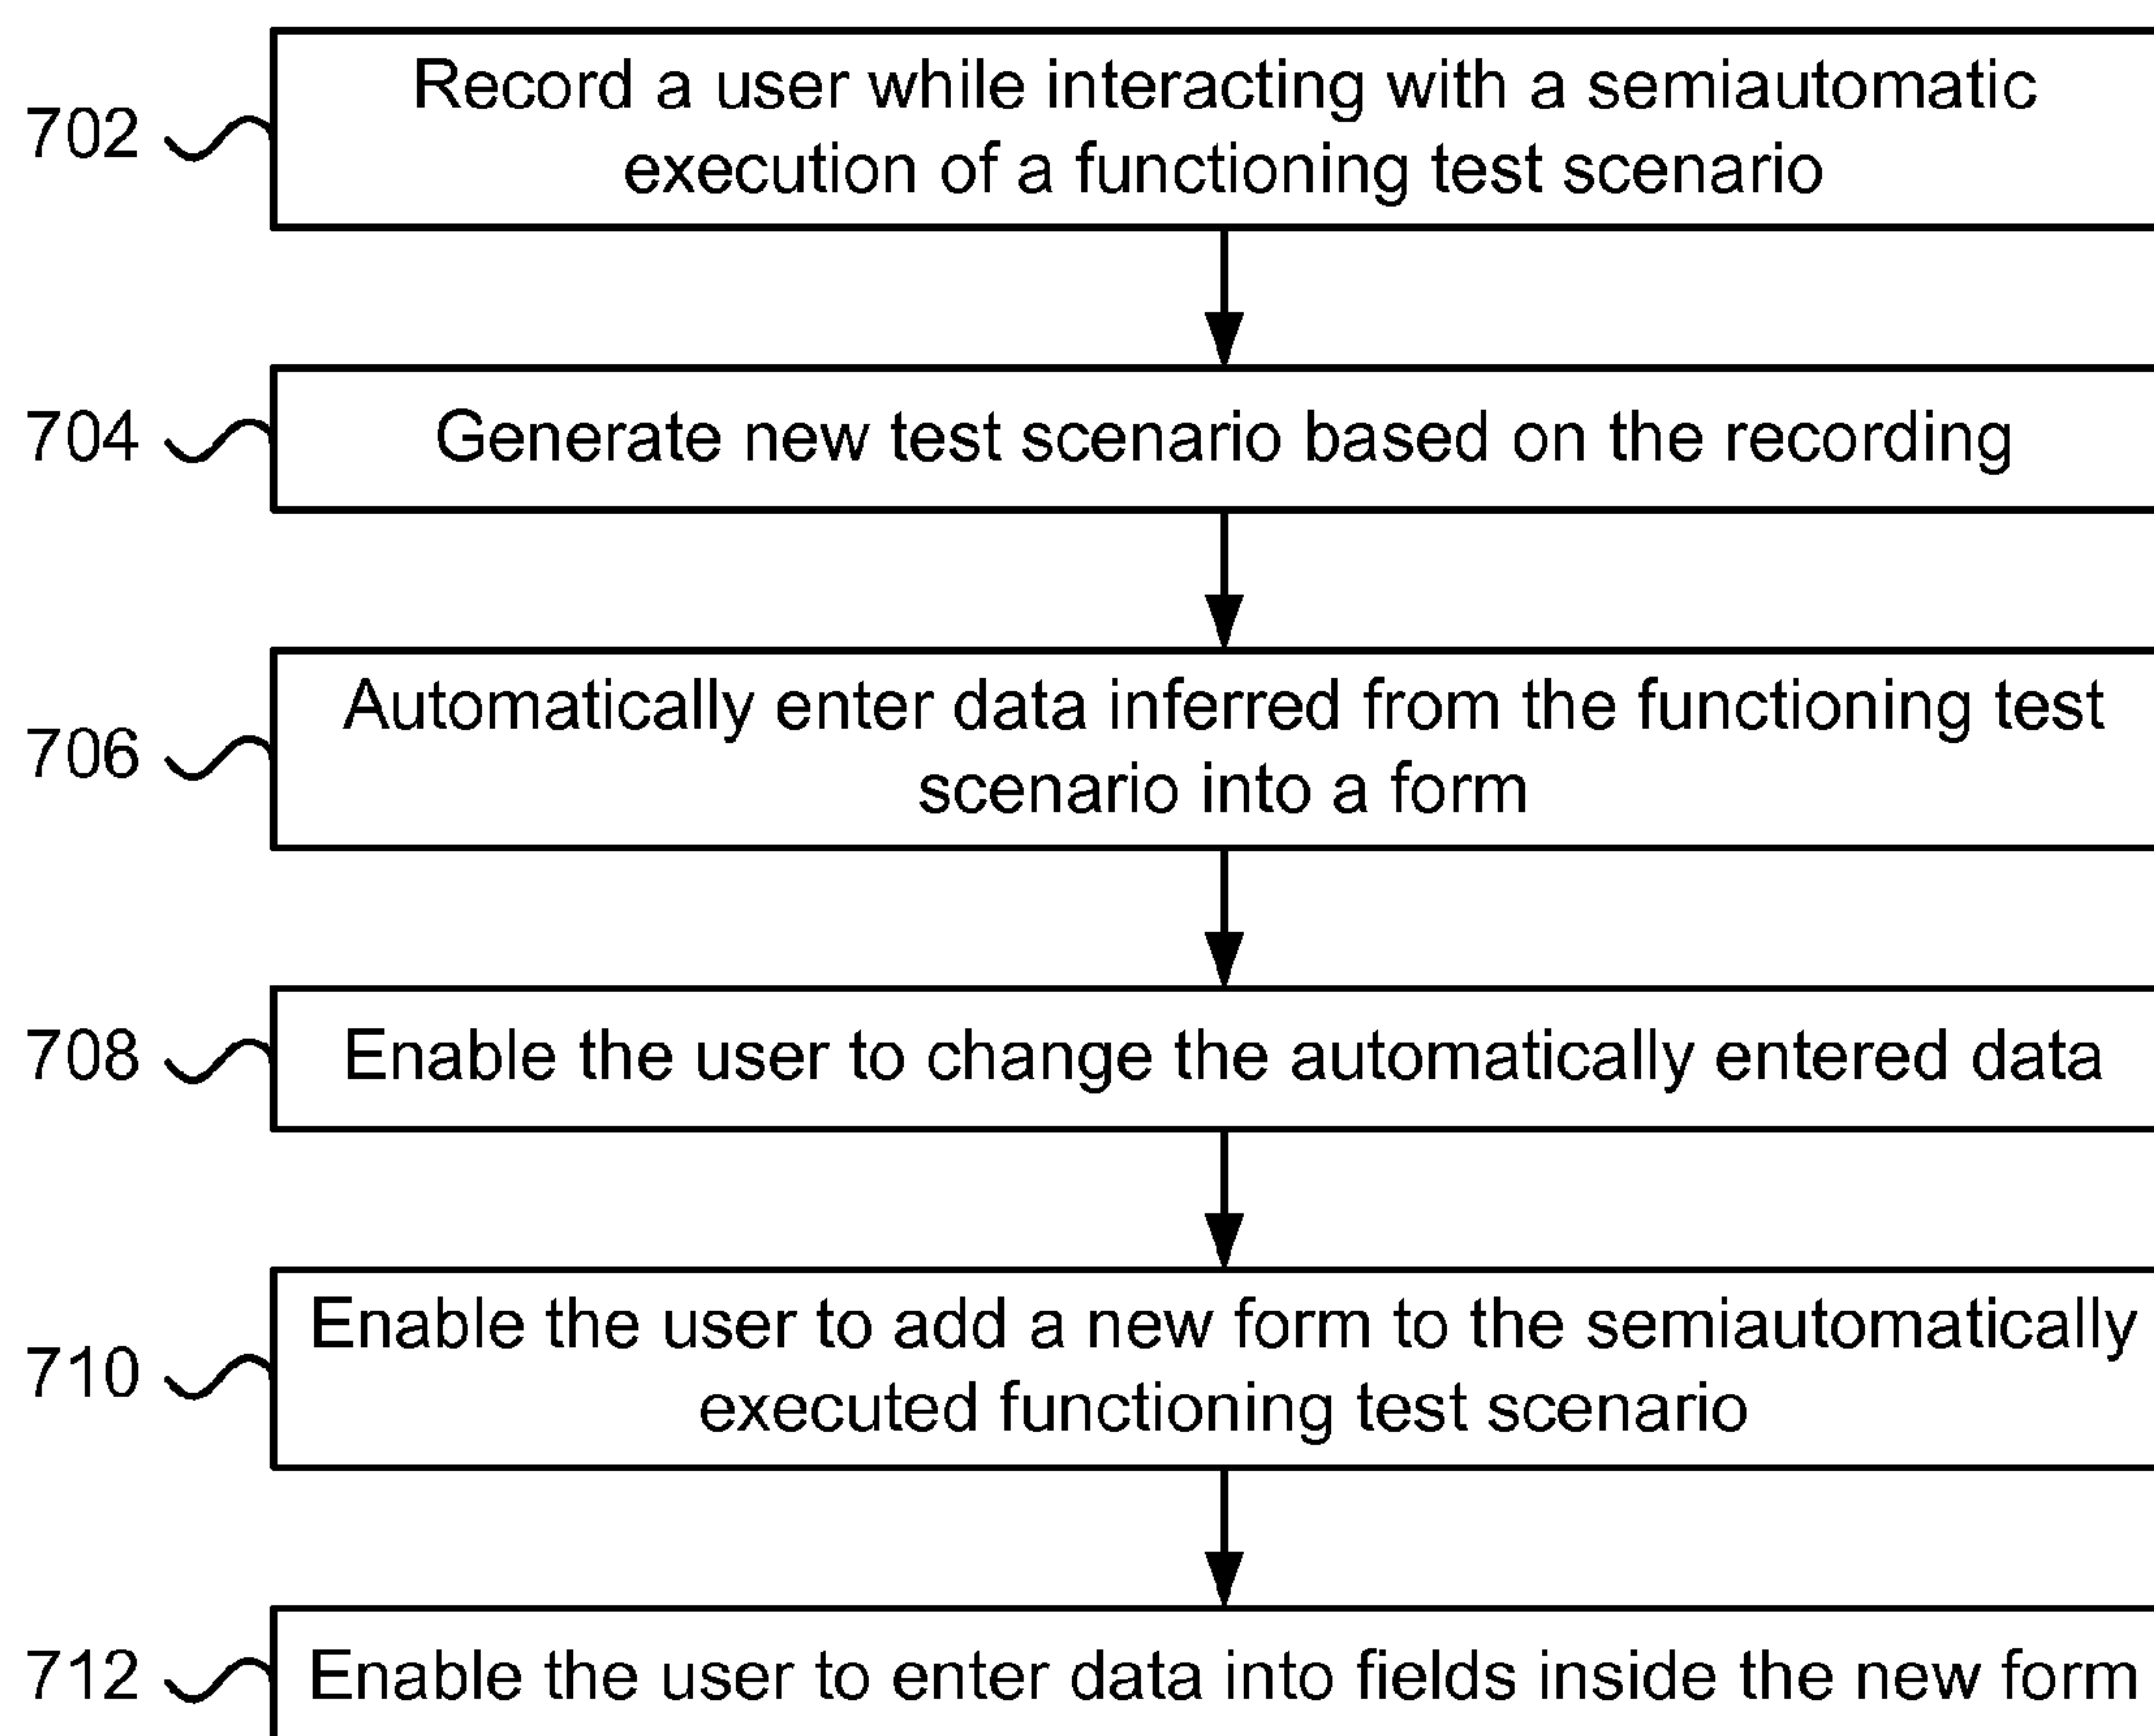 Record a user while interacting with a semiautomatic
702
execution of a functioning test scenario
704
Generate new test scenario based on the recording
Automatically enter data inferred from the functioning test
706
scenario into a form
708
Enable the user to change the automatically entered data
Enable the user to add a new form to the semiautomatically
710
executed functioning test scenario
712
Enable the user to enter data into fields inside the new form